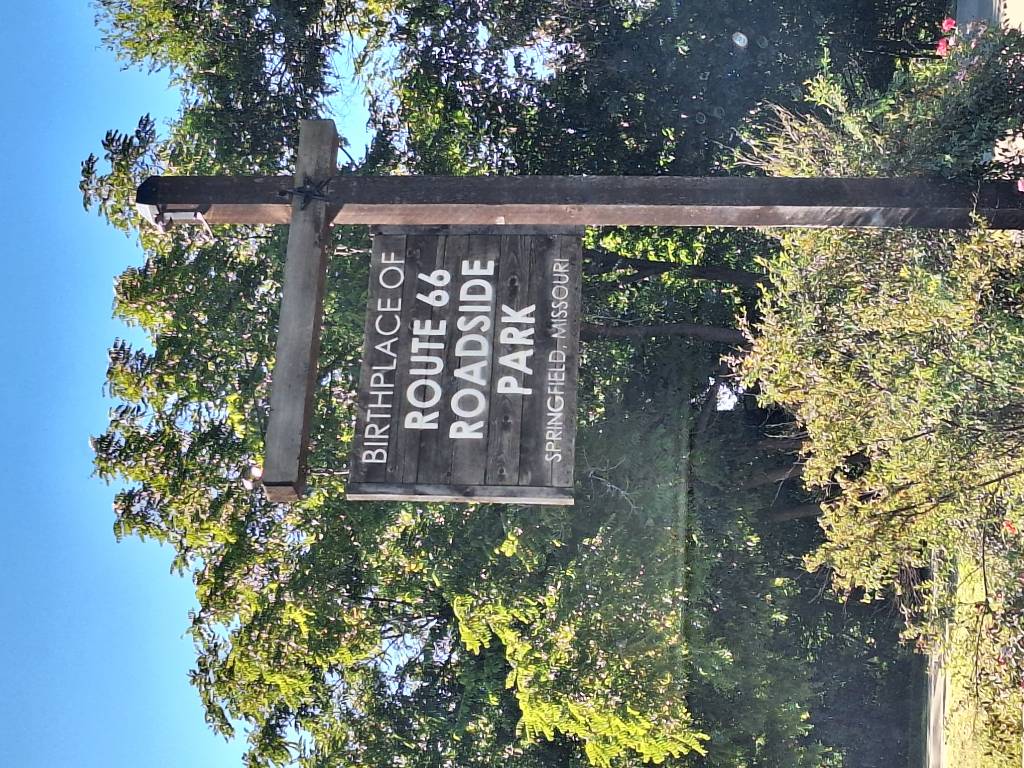 BIRTHPLACE OF
ROUTE 66
ROADSIDE
PARK
SPRINGFIELD, MISSOURI